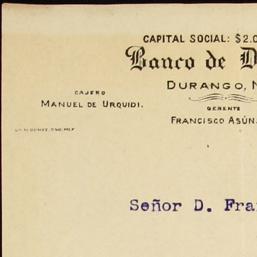 CAPITAL SOCIAL: $2.0
Banco de D
DURANGO, M
CAJERO
MANUEL DE URQUIDI.
GERENTE
FRANCISCO ASÚN
Señor D. Fra